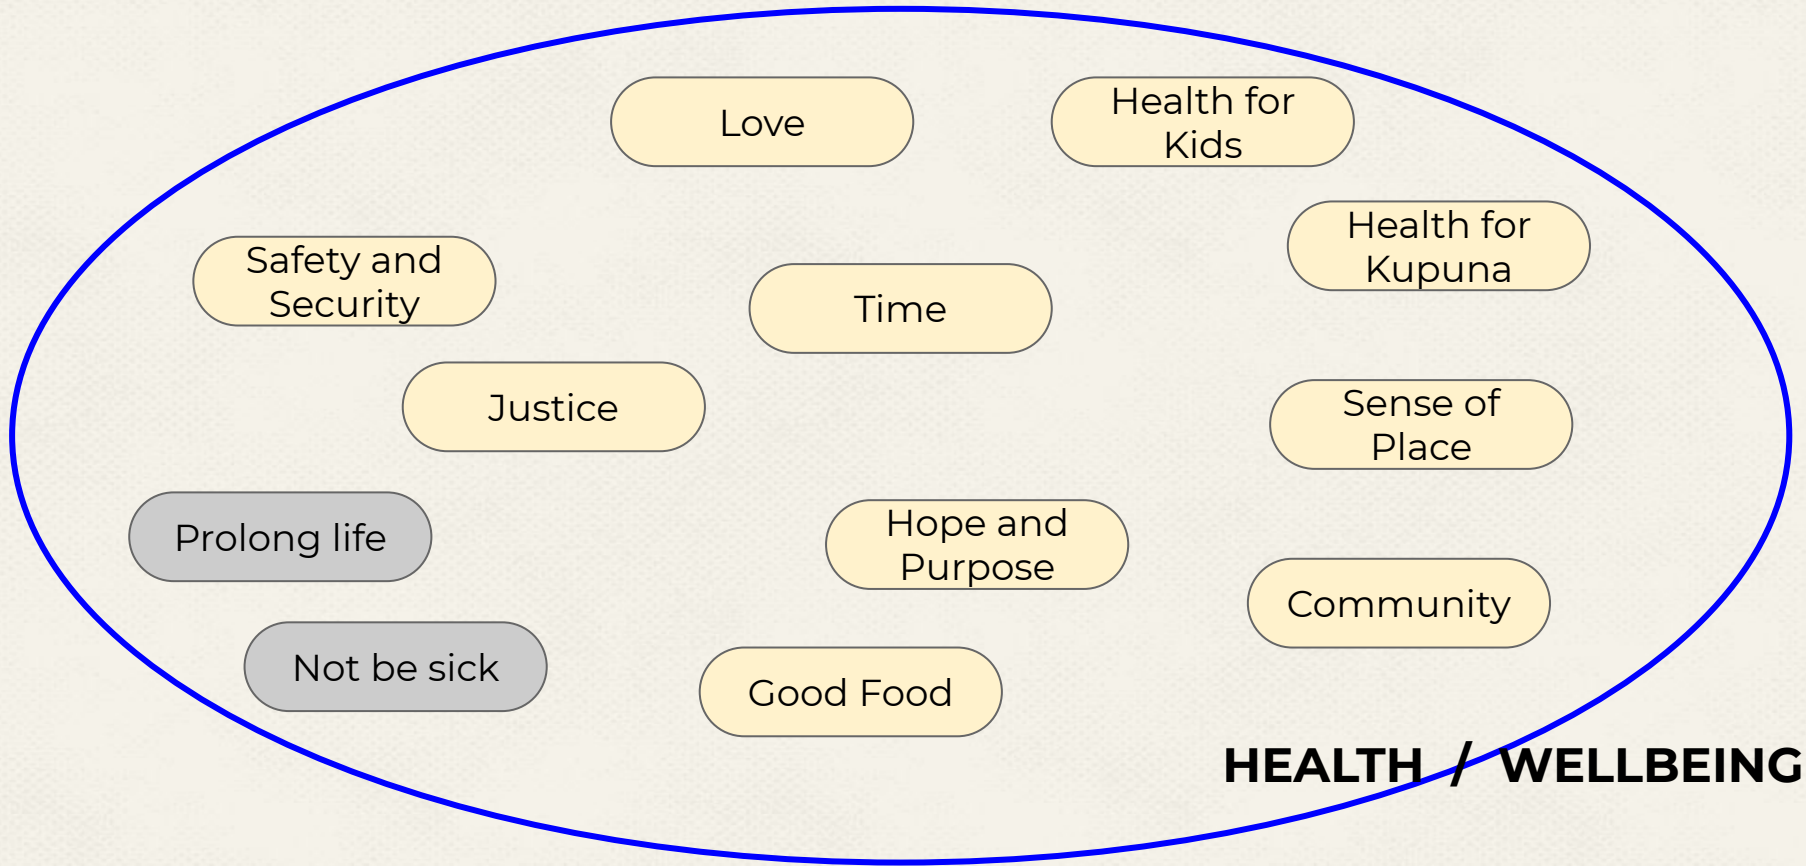 Love
Health for
Kids
Health for
Kupuna
Safety and
Security
Time
Justice
Sense of
Place
Prolong life
Hope and
Purpose
Community
Not be sick
Good Food
HEALTH / WELLBEING